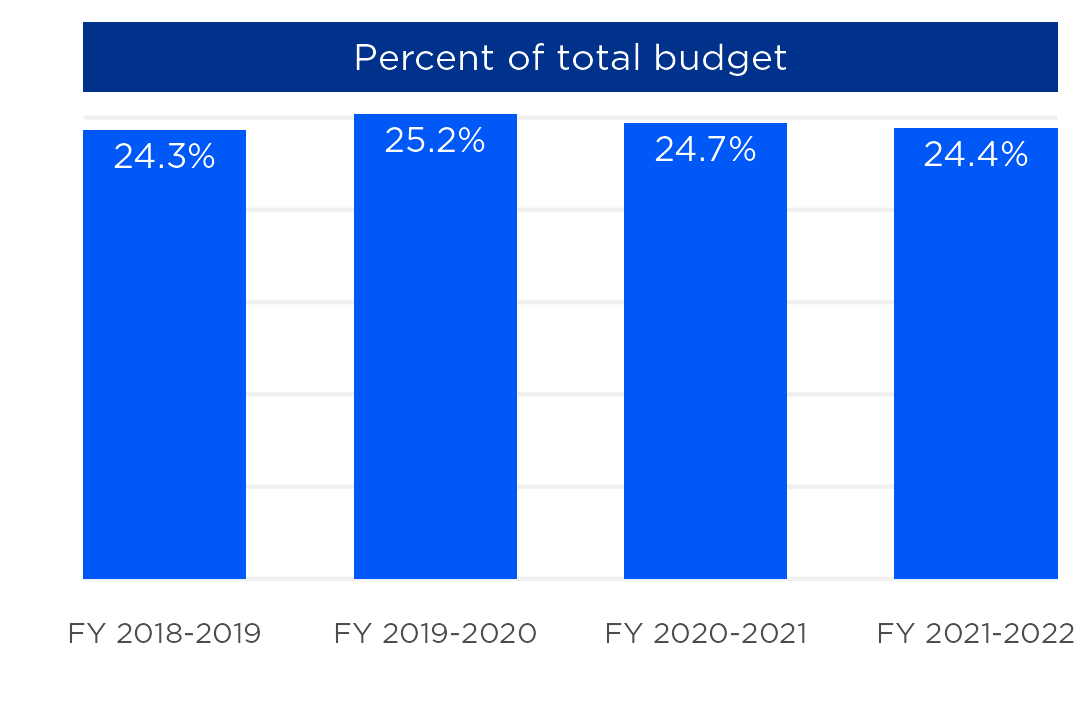 Percent of total budget
24.3%
25.2%
24.7%
24.4%
FY 2018-2019
FY 2019-2020
FY 2020-2021
FY 2021-2022